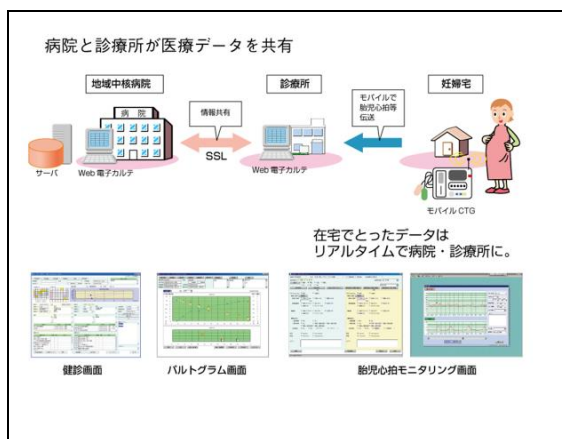 病院と診療所が医療データを共有
地域中核病院
診療所
妊婦宅
病院
情報共有
モバイルで
胎児心拍等
伝送
SSL
サーバ
Web 電子カルテ
Web 電子カルテ
モバイル CTG
在宅でとったデータは
リアルタイムで病院・診療所に。
健診画面
パルトグラム画面
胎児心拍モニタリング画面